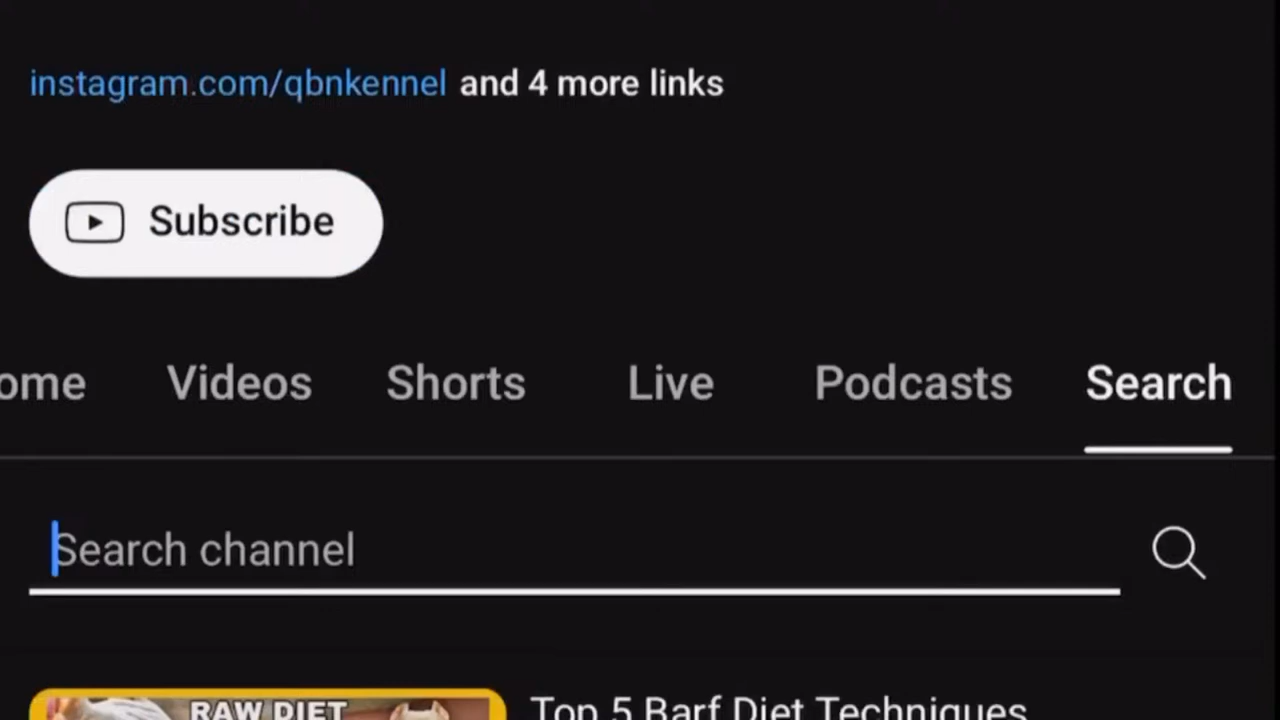 instagram.com/qbnkennel and 4 more links
Subscribe
ome Videos Shorts Live Podcasts Search
Search channel
RAW DIET
Top 5 Barf Diet Techniques